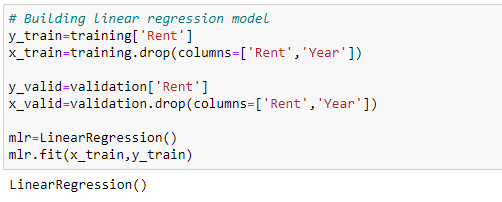 # Building linear regression model
y_train=training['Rent']
x_train=training.drop(columns=['Rent','Year'])
y_valid=validation['Rent']
x_valid=validation.drop(columns=['Rent','Year'])
mlr=LinearRegression()
mlr.fit(x_train,y_train)
LinearRegression()